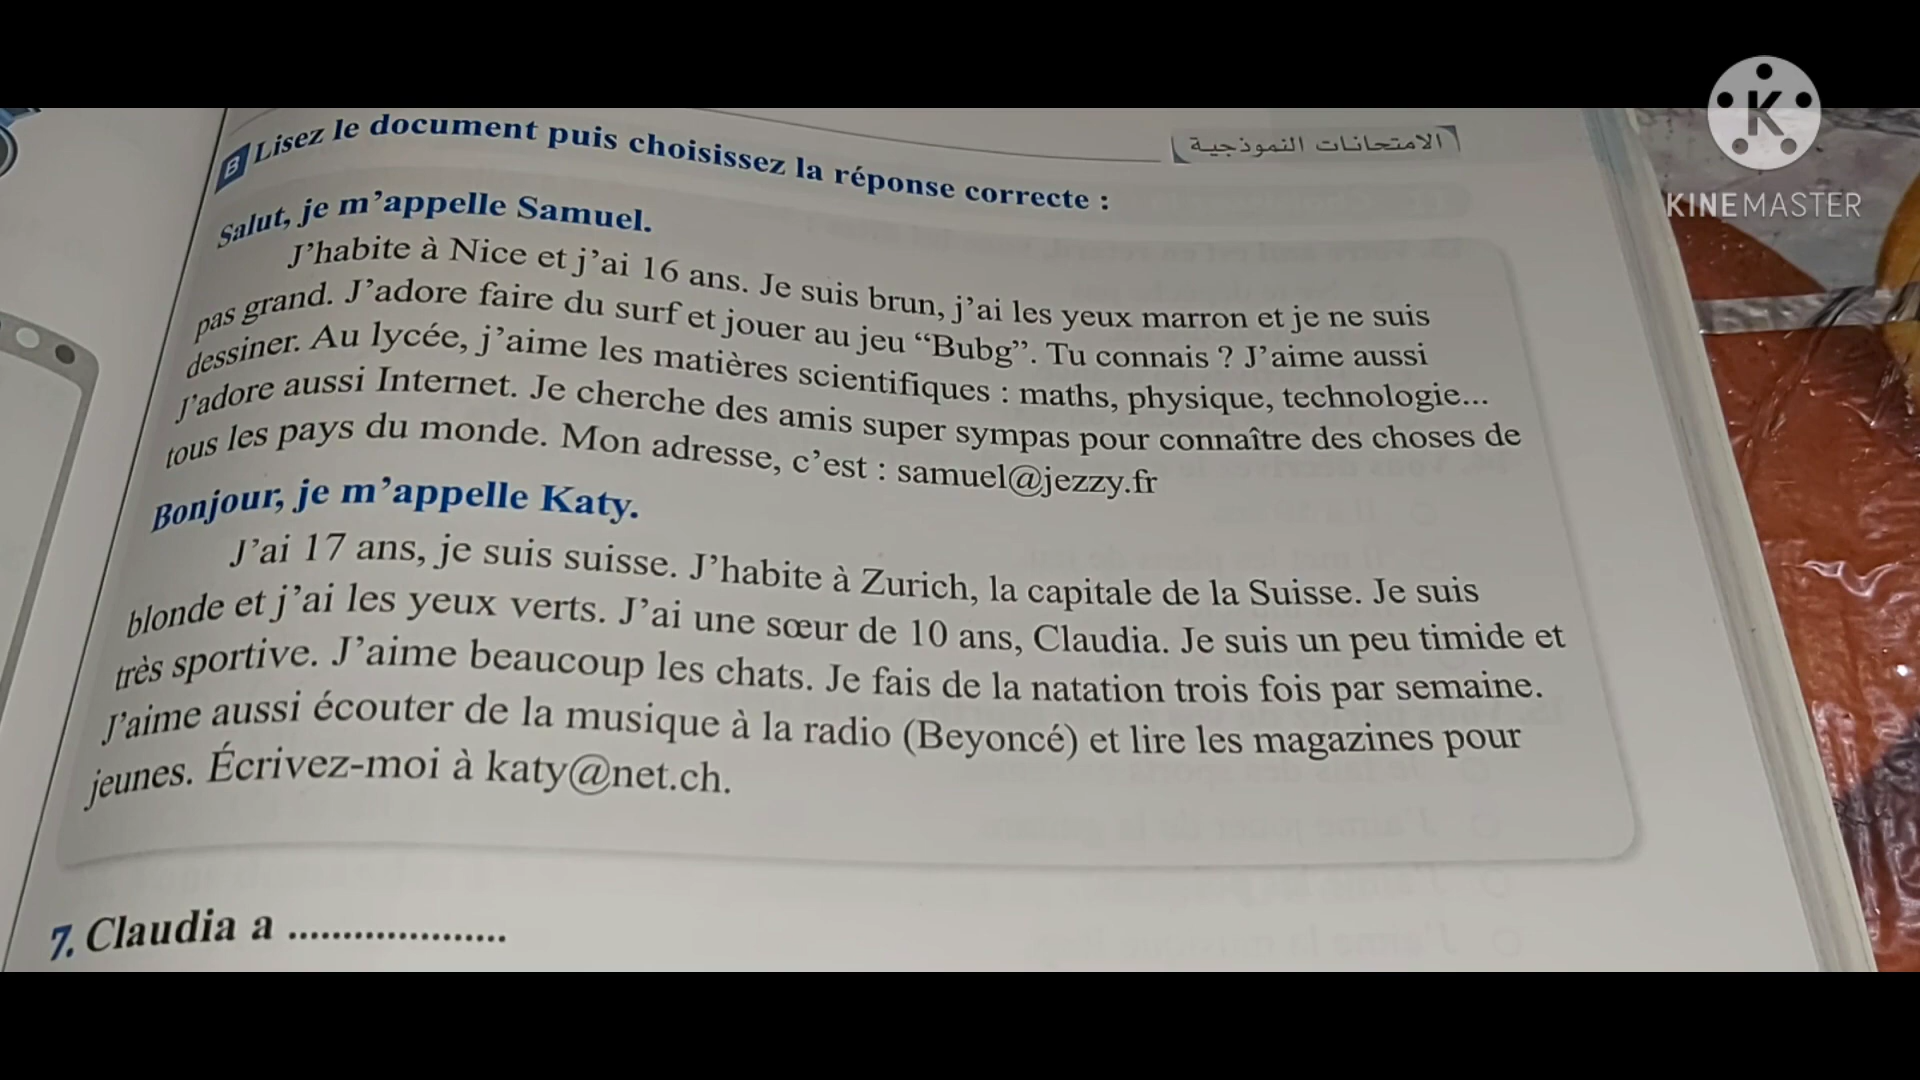 الامتحانات النموذجية
KINEMASTER
B Lisez le document puis choisissez la réponse correcte :
Salut, je m'appelle Samuel.
J'habite à Nice et j'ai 16 ans. Je suis brun, j'ai les yeux marron et je ne suis
pas grand. J'adore faire du surf et jouer au jeu “Bubg”. Tu connais ? J'aime aussi
dessiner. Au lycée, j'aime les matières scientifiques : maths, physique, technologie...
J'adore aussi Internet. Je cherche des amis super sympas pour connaître des choses de
tous les pays du monde. Mon adresse, c'est : samuel@jezzy.fr
Bonjour, je m'appelle Katy.
J'ai 17 ans, je suis suisse. J'habite à Zurich, la capitale de la Suisse. Je suis
blonde et j'ai les yeux verts. J'ai une sœur de 10 ans, Claudia. Je suis un peu timide et
très sportive. J'aime beaucoup les chats. Je fais de la natation trois fois par semaine.
J'aime aussi écouter de la musique à la radio (Beyoncé) et lire les magazines pour
jeunes. Écrivez-moi à katy@net.ch.
7. Claudia a ....................